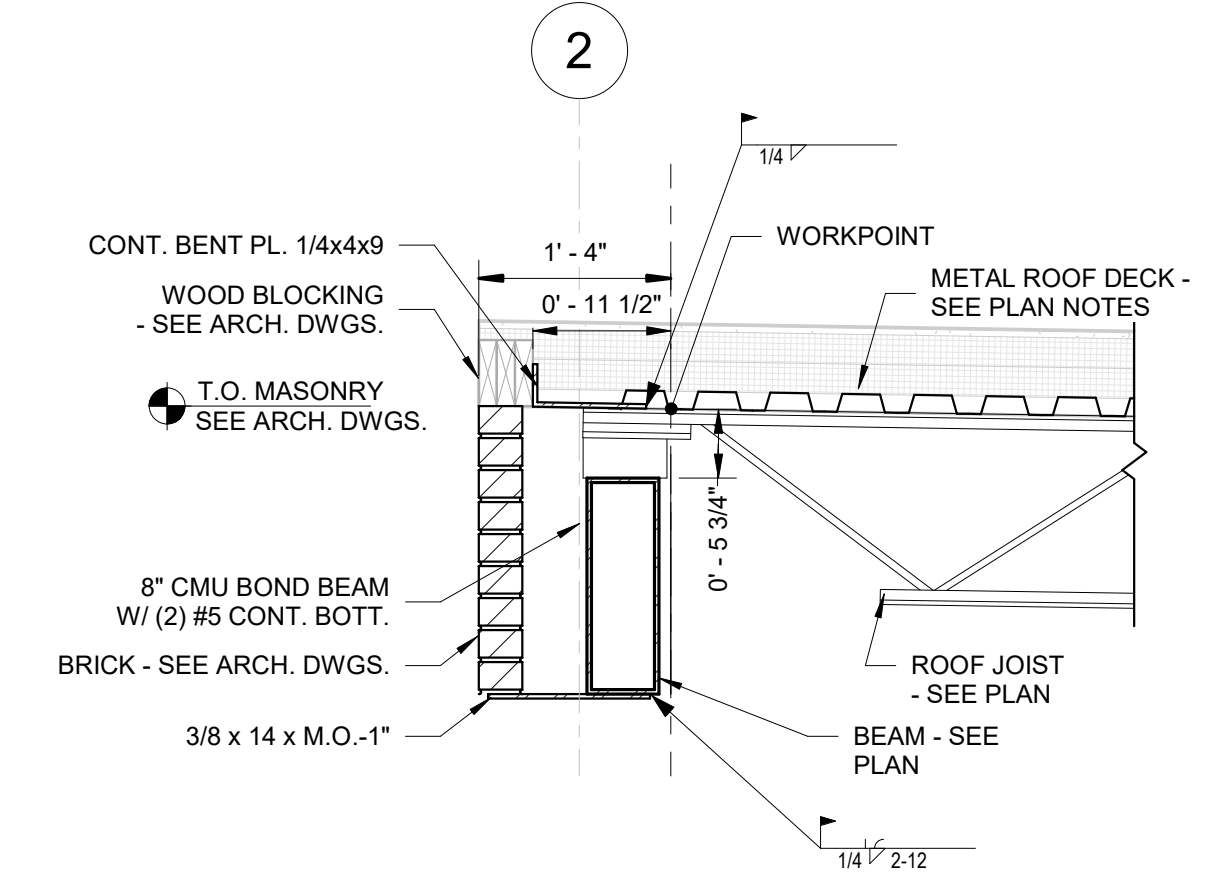 2
1/4
CONT. BENT PL. 1/4x4x9
1' - 4"
WORKPOINT
WOOD BLOCKING
- SEE ARCH. DWGS.
0' - 11 1/2"
METAL ROOF DECK -
SEE PLAN NOTES
T.O. MASONRY
SEE ARCH. DWGS.
0' - 5 3/4"
8" CMU BOND BEAM
W/ (2) #5 CONT. BOTT.
BRICK - SEE ARCH. DWGS.
ROOF JOIST
- SEE PLAN
3/8 x 14 x M.O.-1"
BEAM - SEE
PLAN
1/4 2-12